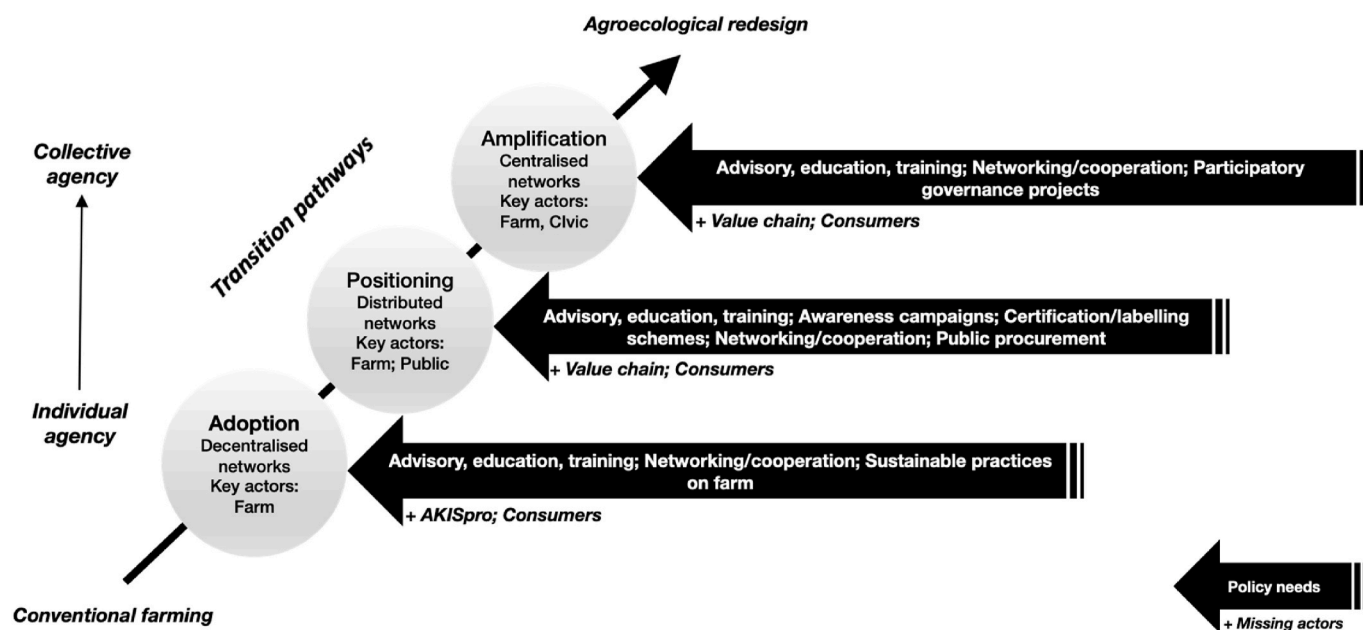 Agroecological redesign
Collective
agency
Individual
agency
Transition pathways
Amplification
Centralised
networks
Key actors:
Farm, CIvic
Advisory, education, training; Networking/cooperation; Participatory
governance projects
+ Value chain; Consumers
Positioning
Distributed
networks
Key actors:
Farm; Public
Advisory, education, training; Awareness campaigns; Certification/labelling
schemes; Networking/cooperation; Public procurement
+ Value chain; Consumers
Adoption
Decentralised
networks
Key actors:
Farm
Advisory, education, training; Networking/cooperation; Sustainable practices
on farm
+ AKISpro; Consumers
Conventional farming
Policy needs
+ Missing actors